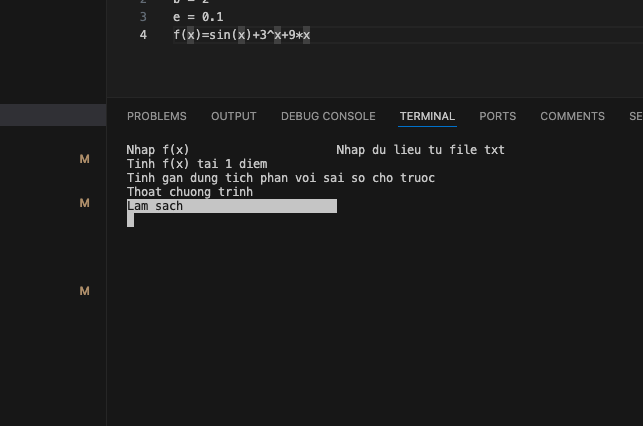 2 b = 2
3 e = 0.1
4 f(x)=sin(x)+3^x+9*x
PROBLEMS OUTPUT DEBUG CONSOLE TERMINAL PORTS COMMENTS SE
M
M
M
Nhap f(x) Nhap du lieu tu file txt
Tinh f(x) tai 1 diem
Tinh gan dung tich phan voi sai so cho truoc
Thoat chuong trinh
Lam sach